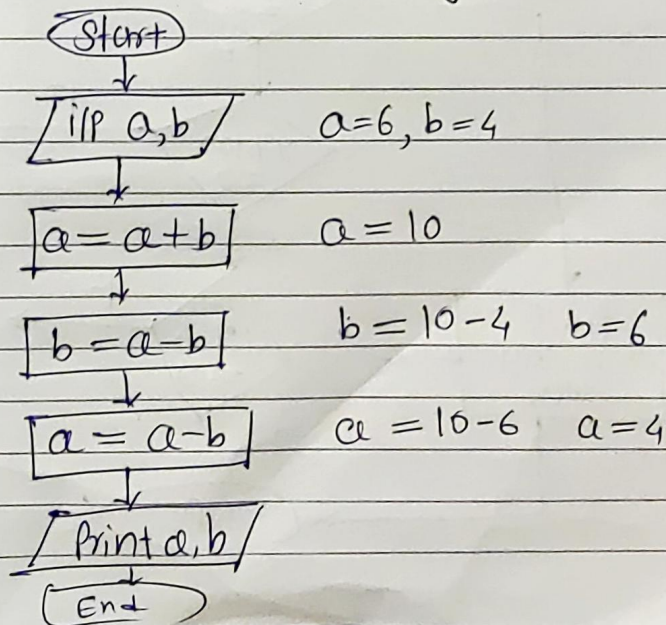 Start
i/p a,b a=6, b=4
a = a+b a = 10
b = a-b b = 10-4 b=6
a = a-b a = 10-6 a=4
Print a,b
End